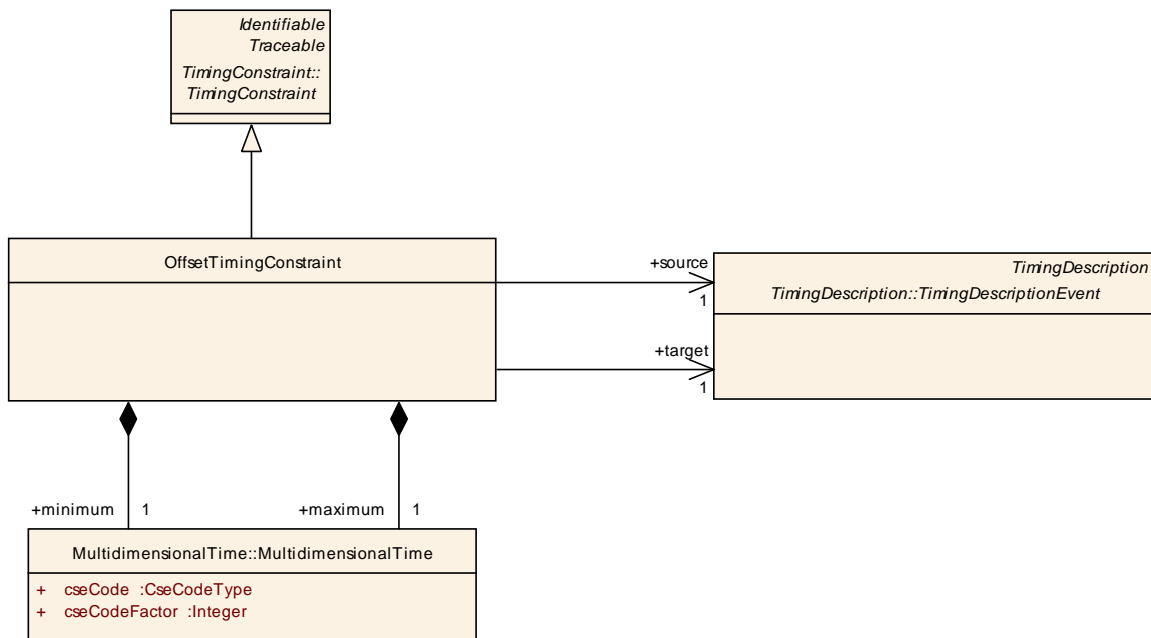 Identifiable
Traceable
TimingConstraint::
TimingConstraint
OffsetTimingConstraint
+source
1
TimingDescription
TimingDescription::TimingDescriptionEvent
+target
1
+minimum 1
+maximum 1
MultidimensionalTime::MultidimensionalTime
+ cseCode :CseCodeType
+ cseCodeFactor :Integer